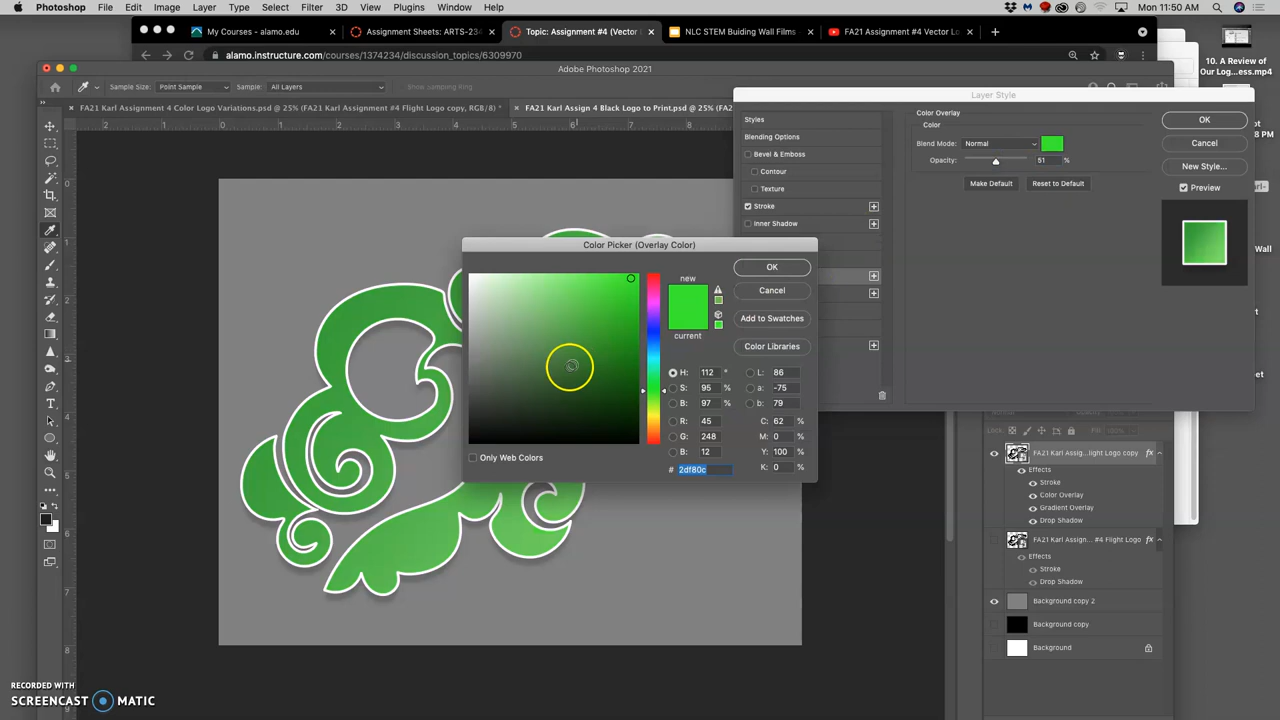 Photoshop File Edit Image Layer Type Select Filter 3D View Plugins Window Help
Mon 11:50 AM
My Courses - alamo.edu
Assignment Sheets: ARTS-234
Topic: Assignment #4 (Vector L
NLC STEM Buiding Wall Films
FA21 Assignment #4 Vector Lo
alamo.instructure.com/courses/1374234/discussion_topics/6309970
10. A Review of
Our Log...ess.mp4
Adobe Photoshop 2021
Sample Size: Point Sample
Sample: All Layers
Show Sampling Ring
FA21 Karl Assignment 4 Color Logo Variations.psd @ 25% (FA21 Karl Assignment #4 Flight Logo copy, RGB/8) *
FA21 Karl Assign 4 Black Logo to Print.psd @ 25% (FA2
Layer Style
Styles
Blending Options
Bevel & Emboss
Contour
Texture
Stroke
Inner Shadow
Color Overlay
Color
Blend Mode: Normal
Opacity: 51 %
Make Default
Reset to Default
OK
Cancel
New Style...
Preview
Color Picker (Overlay Color)
new
current
OK
Cancel
Add to Swatches
Color Libraries
H: 112 °
S: 95 %
B: 97 %
R: 45
G: 248
B: 12
L: 86
a: -75
b: 79
C: 62 %
M: 0 %
Y: 100 %
K: 0 %
# 2df80c
Only Web Colors
Lock:
Fill: 100%
FA21 Karl Assig...light Logo copy fx
Effects
Stroke
Color Overlay
Gradient Overlay
Drop Shadow
FA21 Karl Assign... #4 Flight Logo fx
Effects
Stroke
Drop Shadow
Background copy 2
Background copy
Background
RECORDED WITH
SCREENCAST MATIC